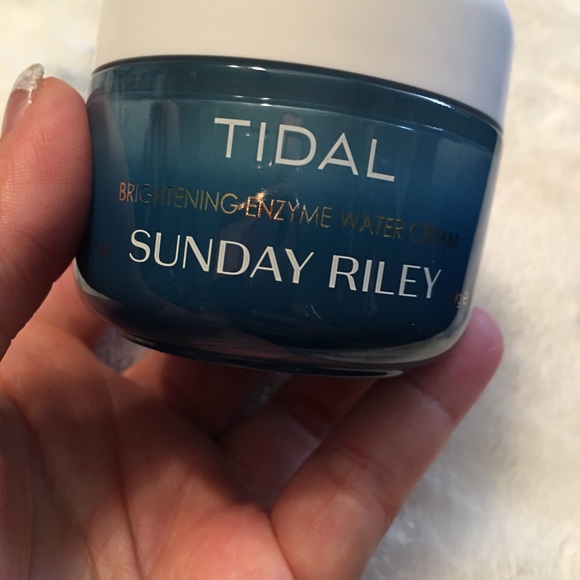 TIDAL
BRIGHTENING ENZYME WATER CREAM
SUNDAY RILEY